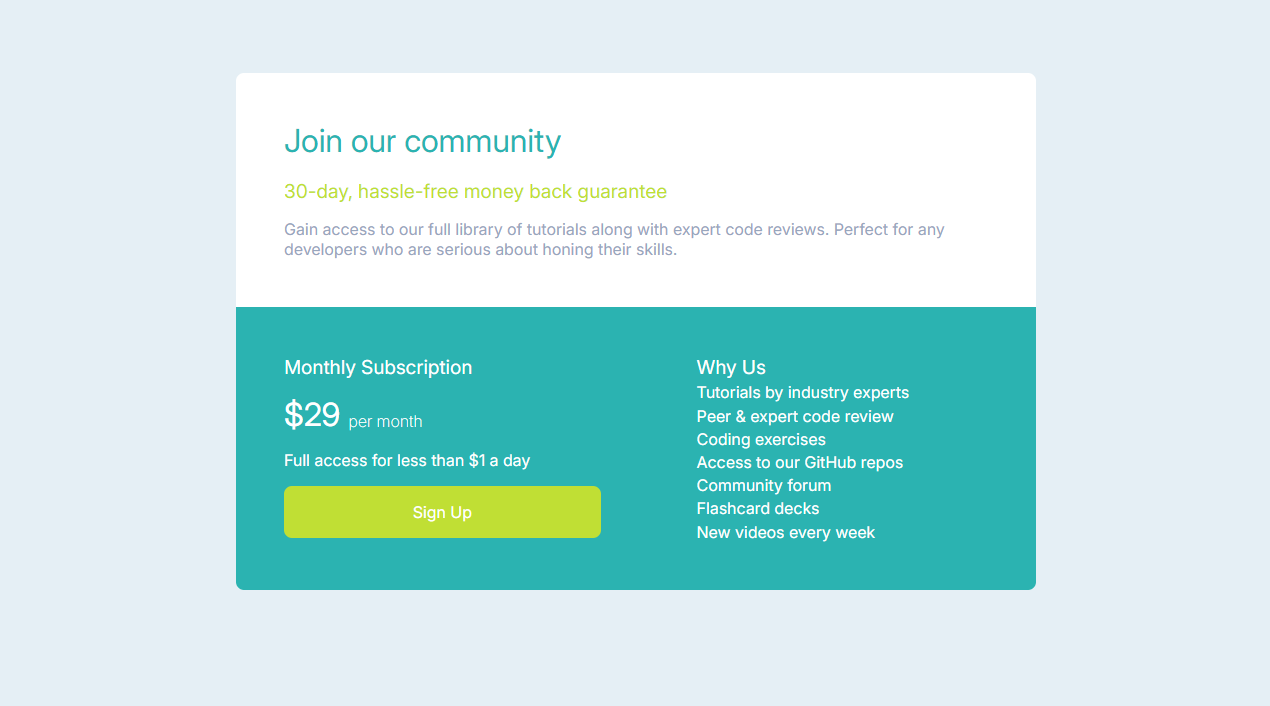 Join our community
30-day, hassle-free money back guarantee
Gain access to our full library of tutorials along with expert code reviews. Perfect for any
developers who are serious about honing their skills.
Monthly Subscription
$29 per month
Full access for less than $1 a day
Sign Up
Why Us
Tutorials by industry experts
Peer & expert code review
Coding exercises
Access to our GitHub repos
Community forum
Flashcard decks
New videos every week